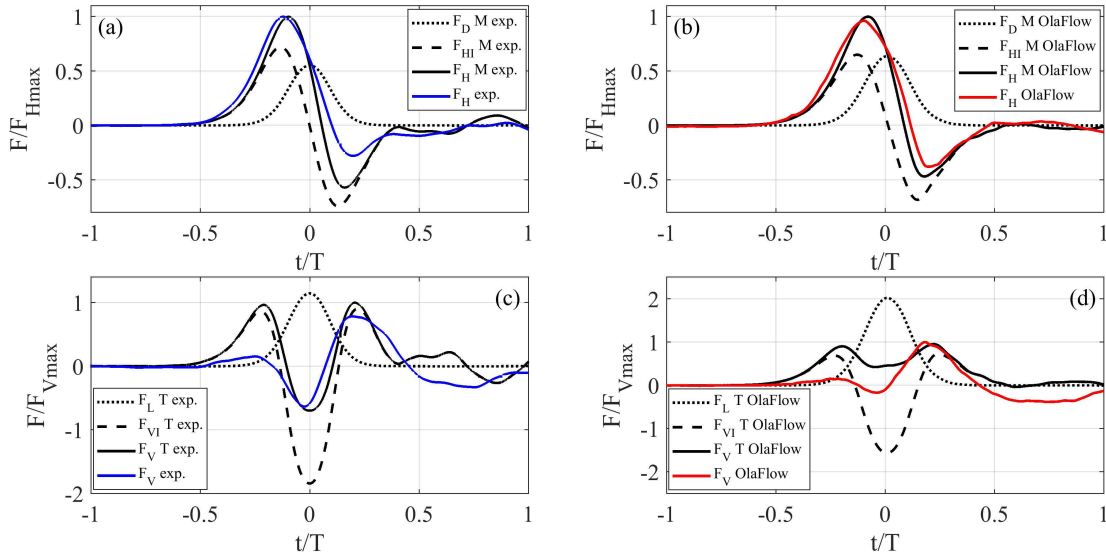 (a)
F/F_Hmax
1
0.5
0
-0.5
-1 -0.5 0 0.5 1
t/T
F_D M exp.
F_HI M exp.
F_H M exp.
F_H exp.
(b)
F/F_Hmax
1
0.5
0
-0.5
-1 -0.5 0 0.5 1
t/T
F_D M OlaFlow
F_HI M OlaFlow
F_H M OlaFlow
F_H OlaFlow
(c)
F/F_Vmax
1
0
-1
-2
-1 -0.5 0 0.5 1
t/T
F_L T exp.
F_VI T exp.
F_V T exp.
F_V exp.
(d)
F/F_Vmax
2
1
0
-1
-2
-1 -0.5 0 0.5 1
t/T
F_L T OlaFlow
F_VI T OlaFlow
F_V T OlaFlow
F_V OlaFlow